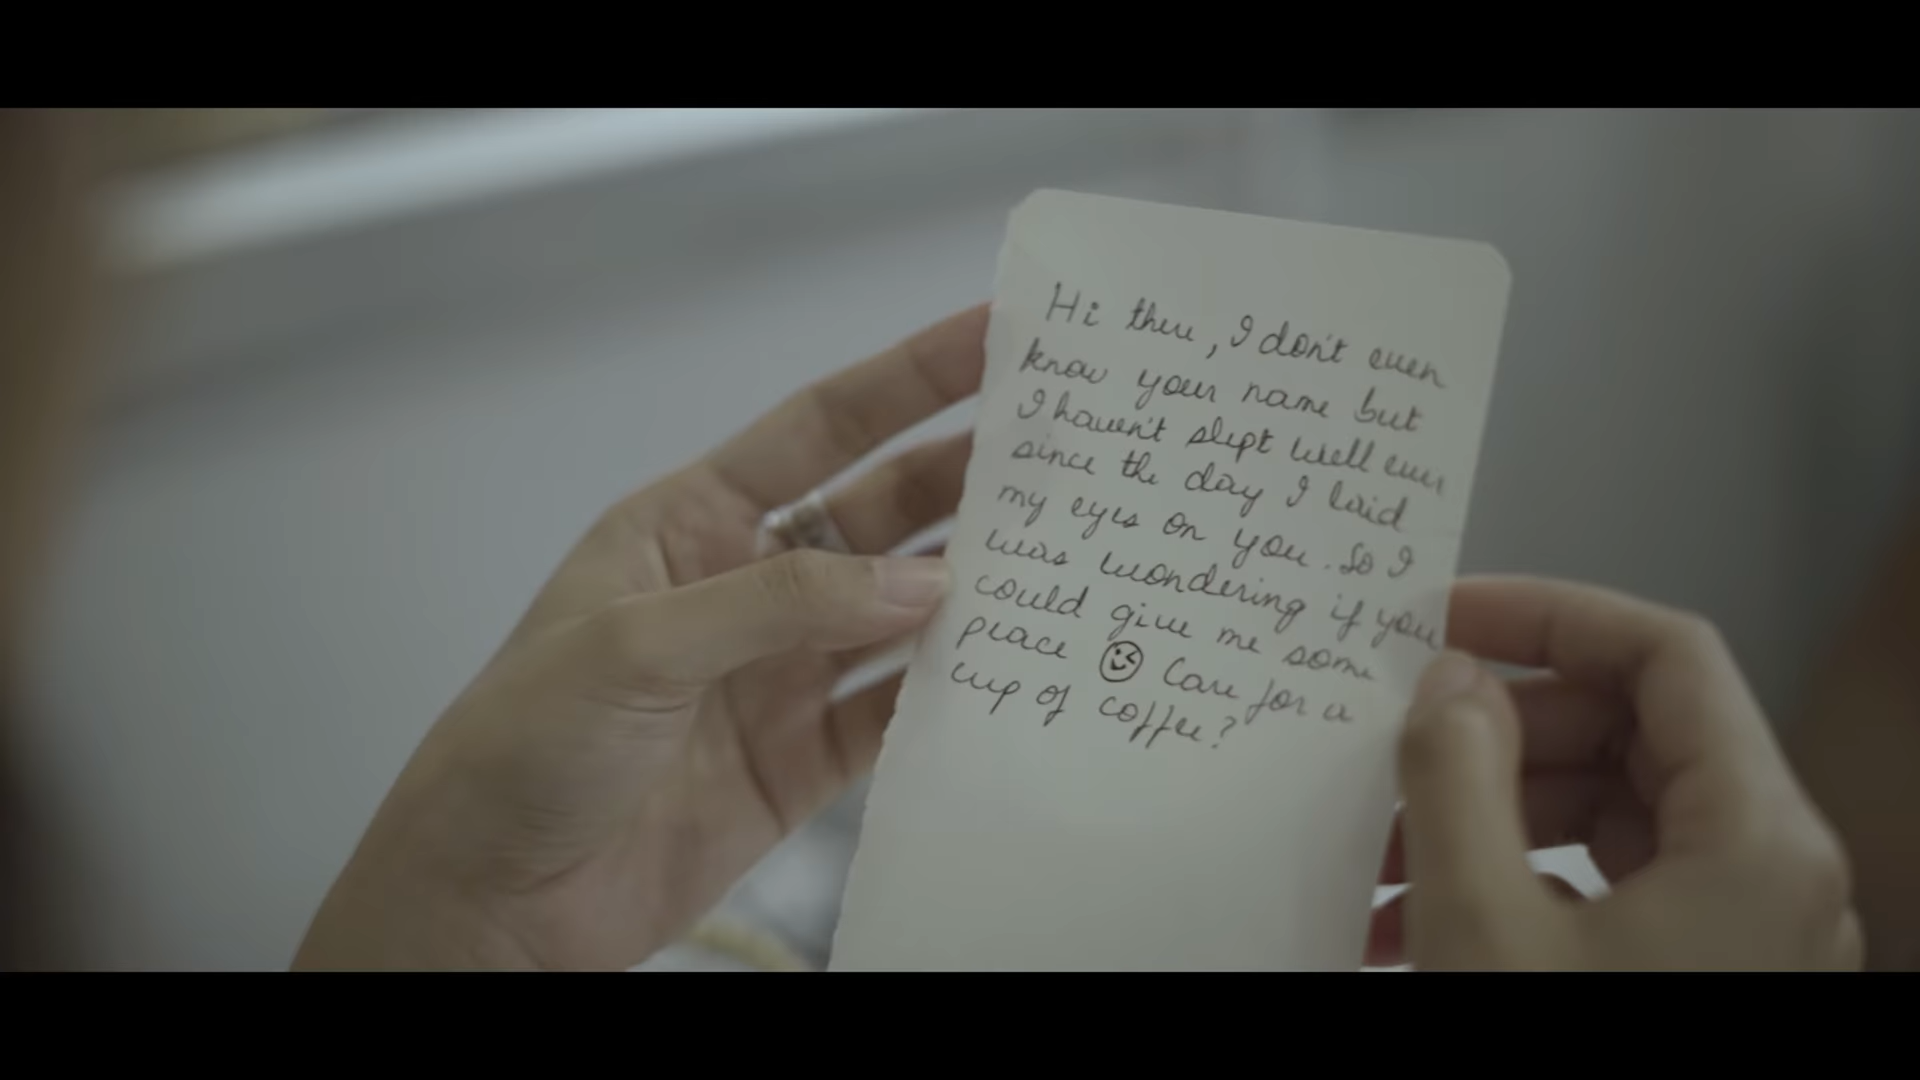 Hi there, I don't even
know your name but
I haven't slept well ever
since the day I laid
my eyes on you. So I
was wondering if you
could give me some
peace 😉 Care for a
cup of coffee?